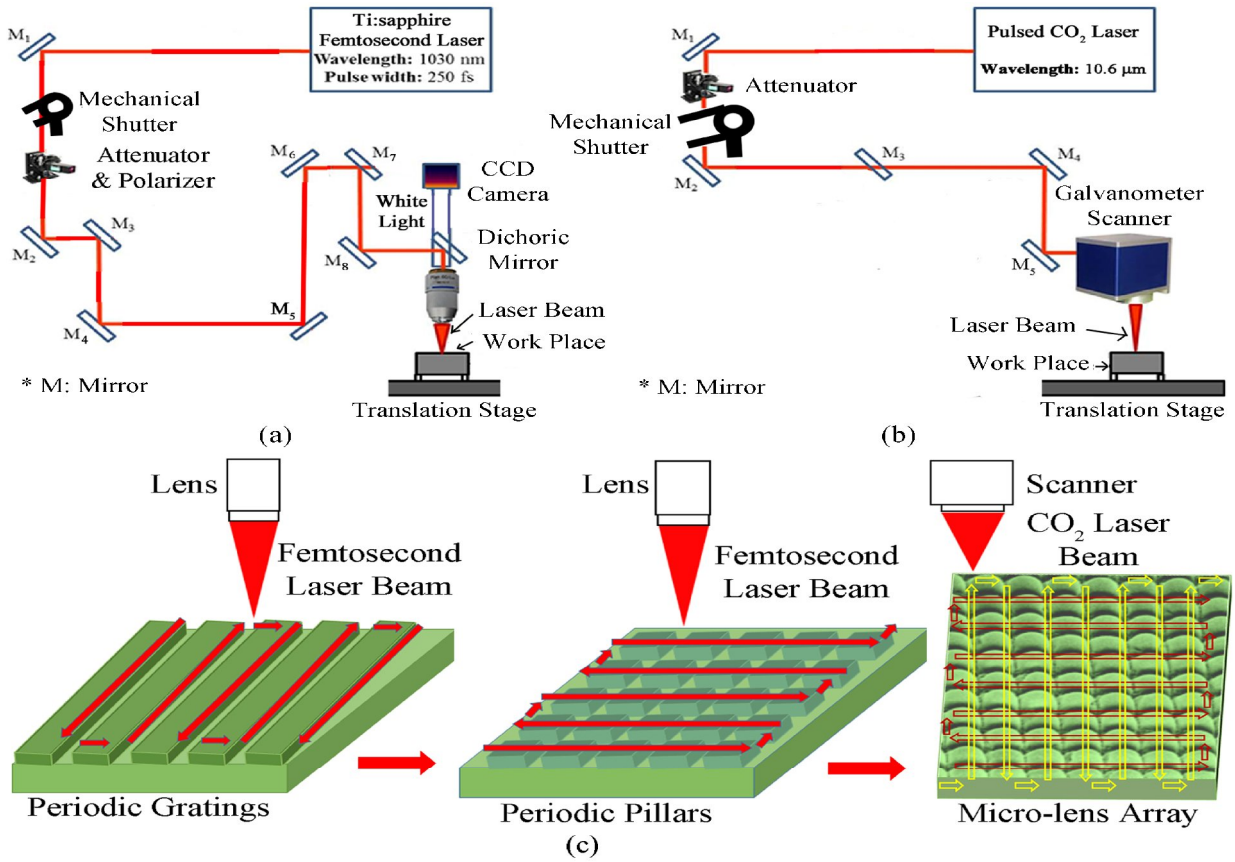 Ti:sapphire
Femtosecond Laser
Wavelength: 1030 nm
Pulse width: 250 fs
M1
Mechanical
Shutter
Attenuator
& Polarizer
M2
M3
M4
M5
M6
M7
M8
White
Light
CCD
Camera
Dichoric
Mirror
Laser Beam
Work Place
Translation Stage
* M: Mirror
(a)
Pulsed CO2 Laser
Wavelength: 10.6 μm
M1
Attenuator
Mechanical
Shutter
M2
M3
M4
Galvanometer
Scanner
M5
Laser Beam
Work Place
Translation Stage
* M: Mirror
(b)
Lens
Femtosecond
Laser Beam
Periodic Gratings
Lens
Femtosecond
Laser Beam
Periodic Pillars
Scanner
CO2 Laser
Beam
Micro-lens Array
(c)